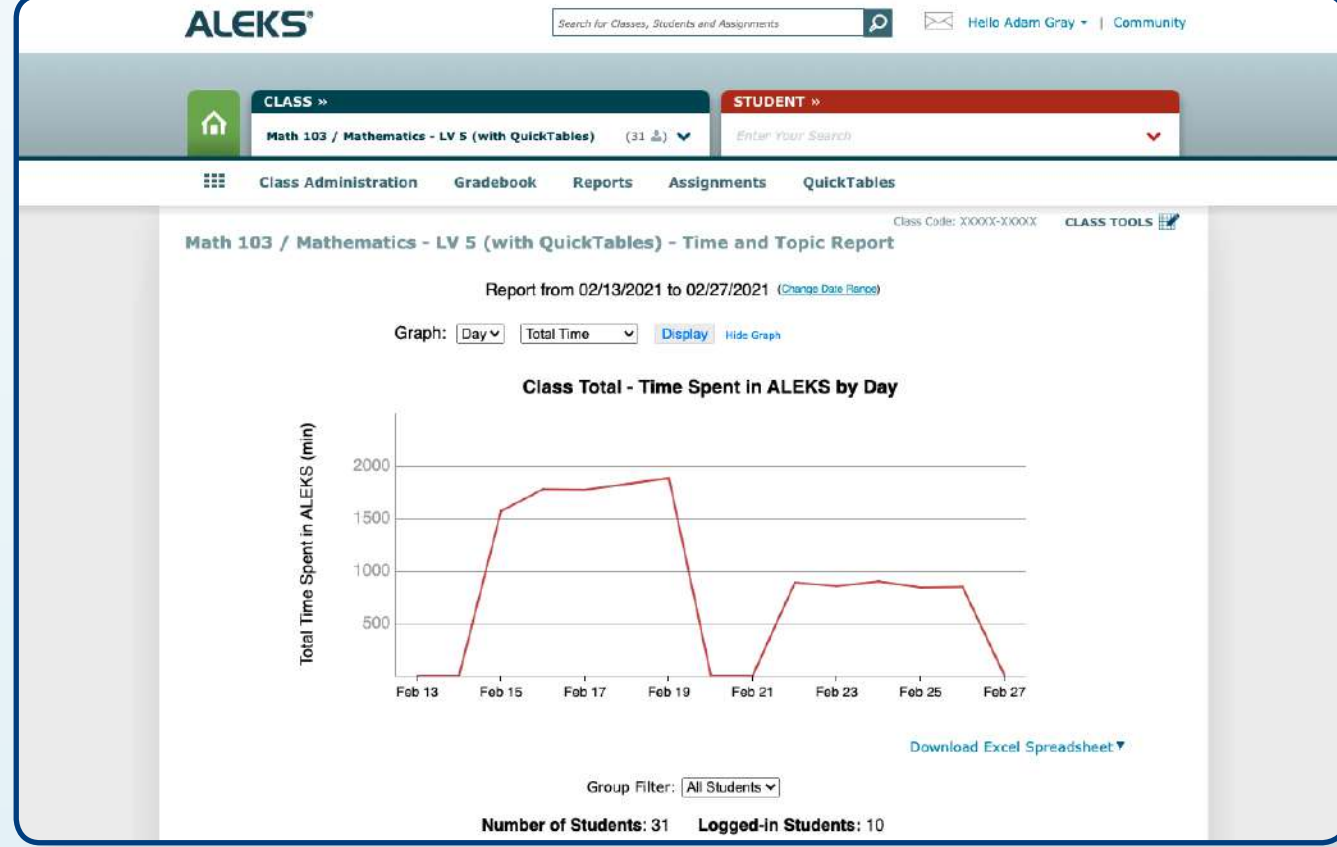 ALEKS®
Search for Classes, Students and Assignments
Hello Adam Gray | Community
CLASS »
STUDENT »
Math 103 / Mathematics - LV 5 (with QuickTables) (31)
Enter Your Search
Class Administration Gradebook Reports Assignments QuickTables
Class Code: XXXXX-XXXXX CLASS TOOLS
Math 103 / Mathematics - LV 5 (with QuickTables) - Time and Topic Report
Report from 02/13/2021 to 02/27/2021 (Change Date Range)
Graph: Day Total Time Display Hide Graph
Class Total - Time Spent in ALEKS by Day
Total Time Spent in ALEKS (min)
2000
1500
1000
500
Feb 13 Feb 15 Feb 17 Feb 19 Feb 21 Feb 23 Feb 25 Feb 27
Download Excel Spreadsheet
Group Filter: All Students
Number of Students: 31 Logged-in Students: 10